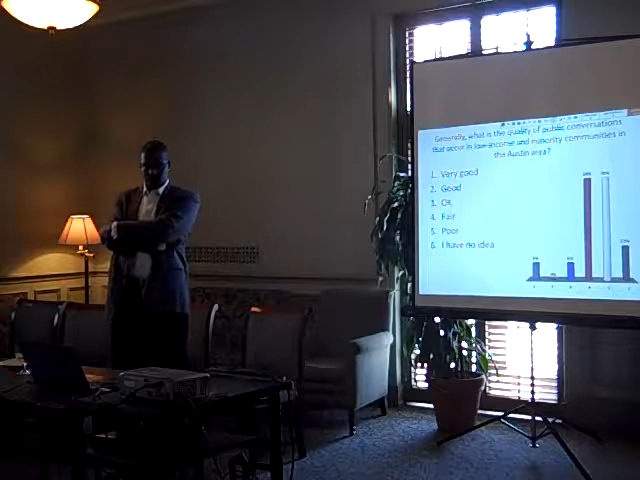 Generally, what is the quality of public conversations
that occur in low-income and minority communities in
the Austin area?
1. Very good
2. Good
3. OK
4. Fair
5. Poor
6. I have no idea